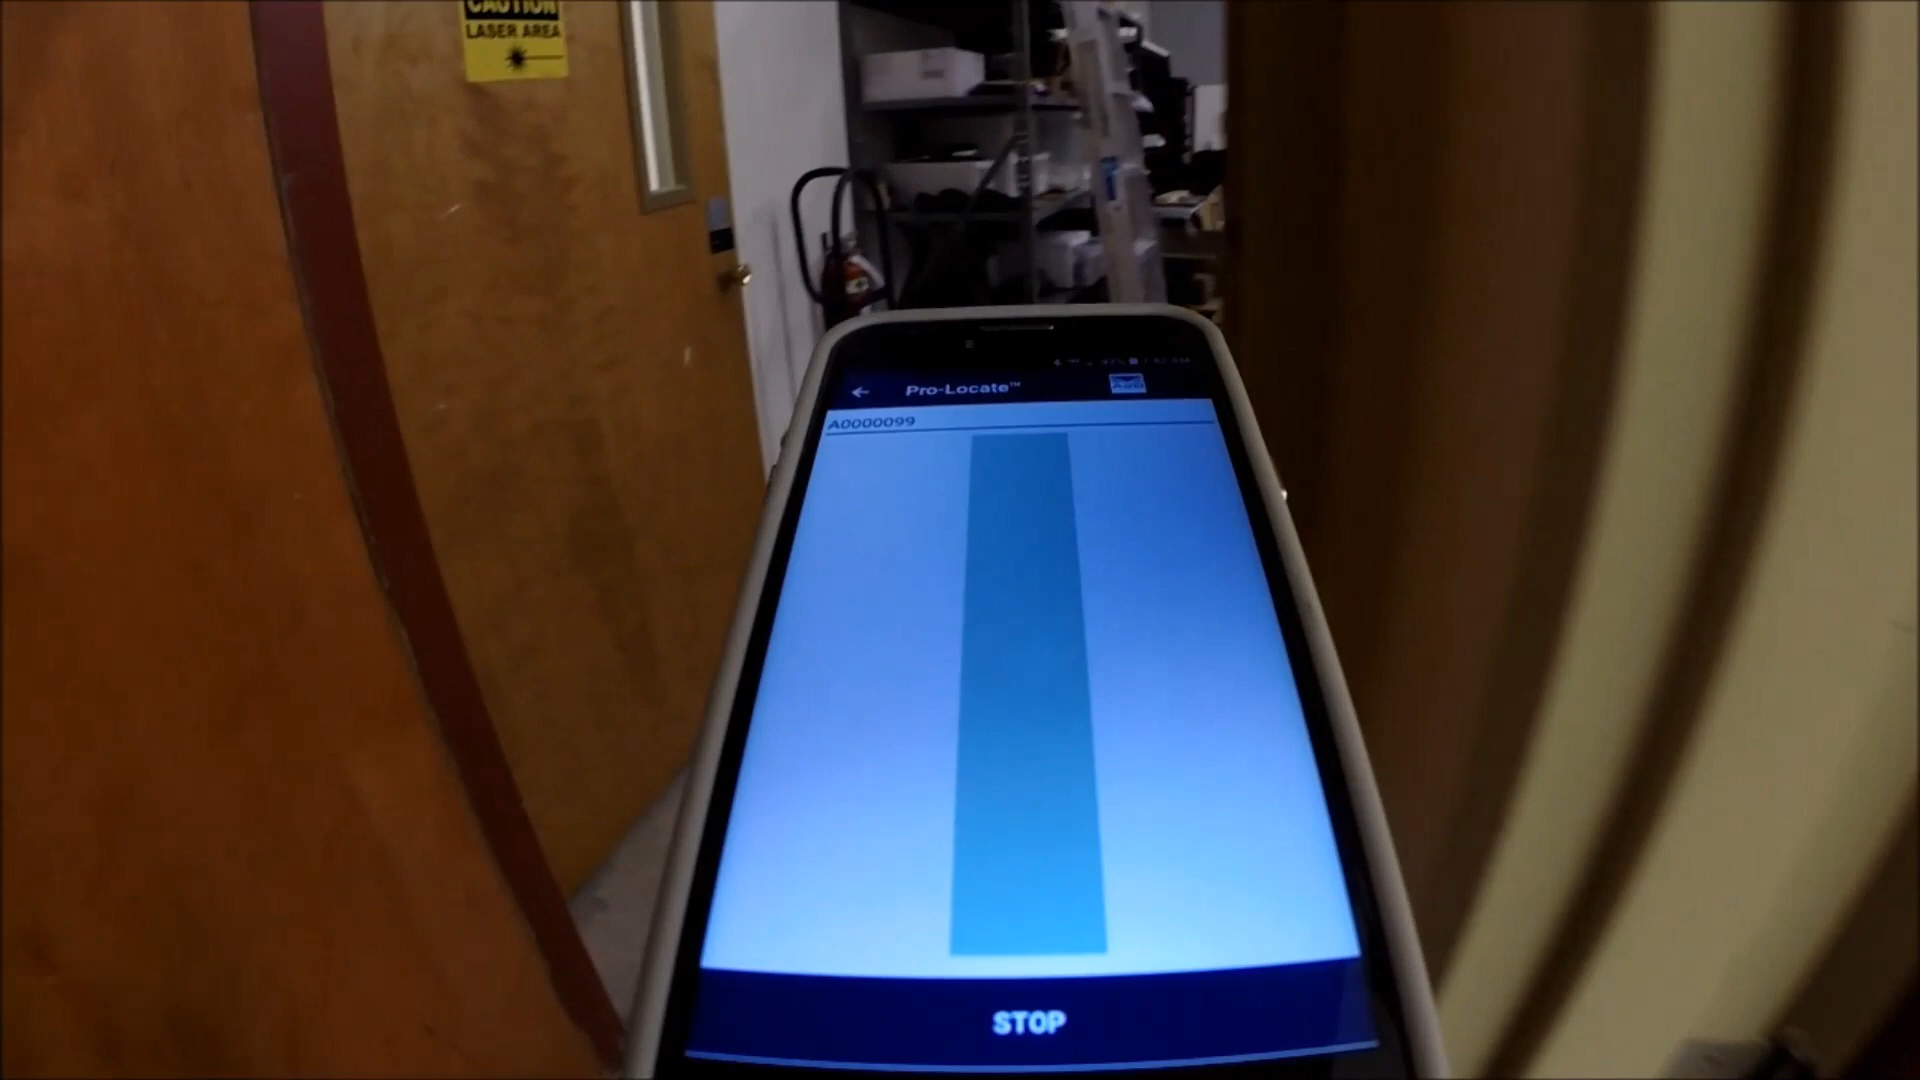 CAUTION
LASER AREA
Pro-Locate™
A0000099
STOP